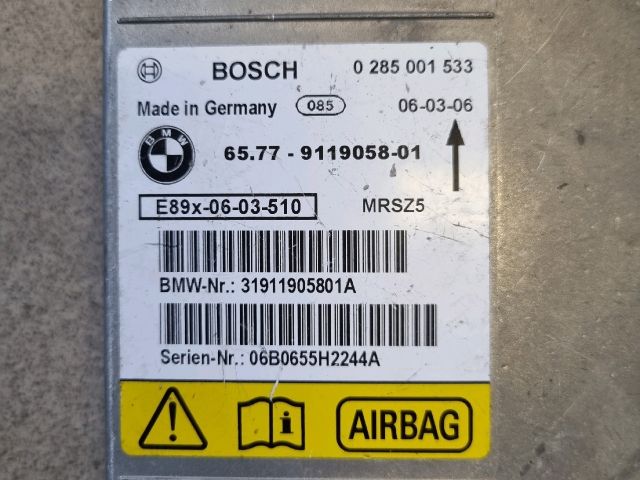 BOSCH 0 285 001 533
Made in Germany 085 06-03-06
BMW 65.77 - 9119058-01
E89x-06-03-510 MRSZ5
BMW-Nr.: 31911905801A
Serien-Nr.: 06B0655H2244A
AIRBAG